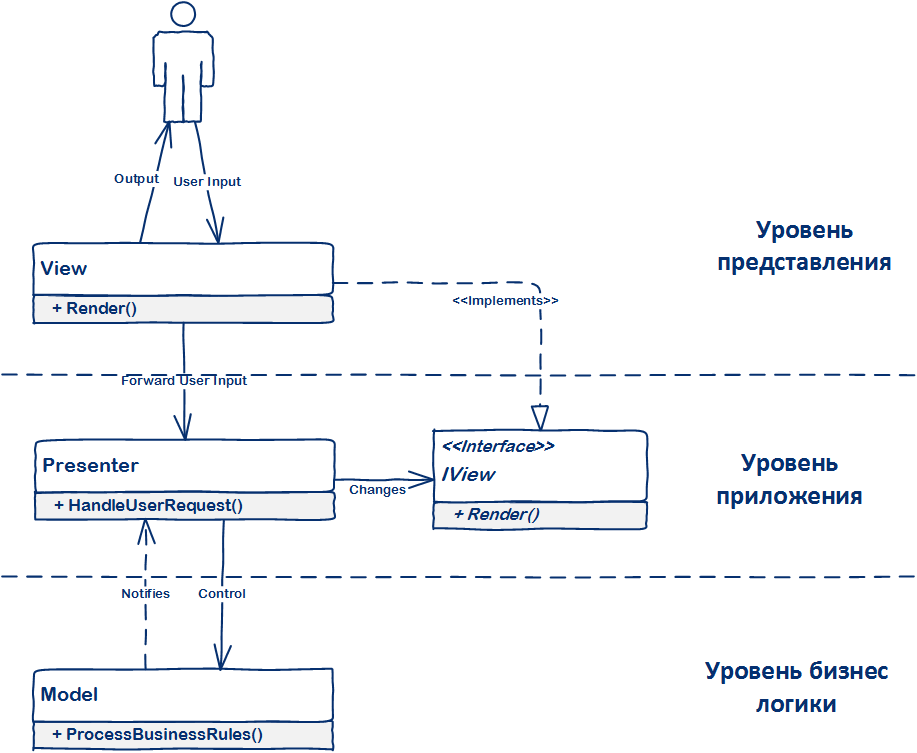 Output
User Input
Уровень
представления
View
+ Render()
<<Implements>>
Forward User Input
Presenter
+ HandleUserRequest()
Changes
<<Interface>>
IView
+ Render()
Уровень
приложения
Notifies
Control
Model
+ ProcessBusinessRules()
Уровень бизнес
логики